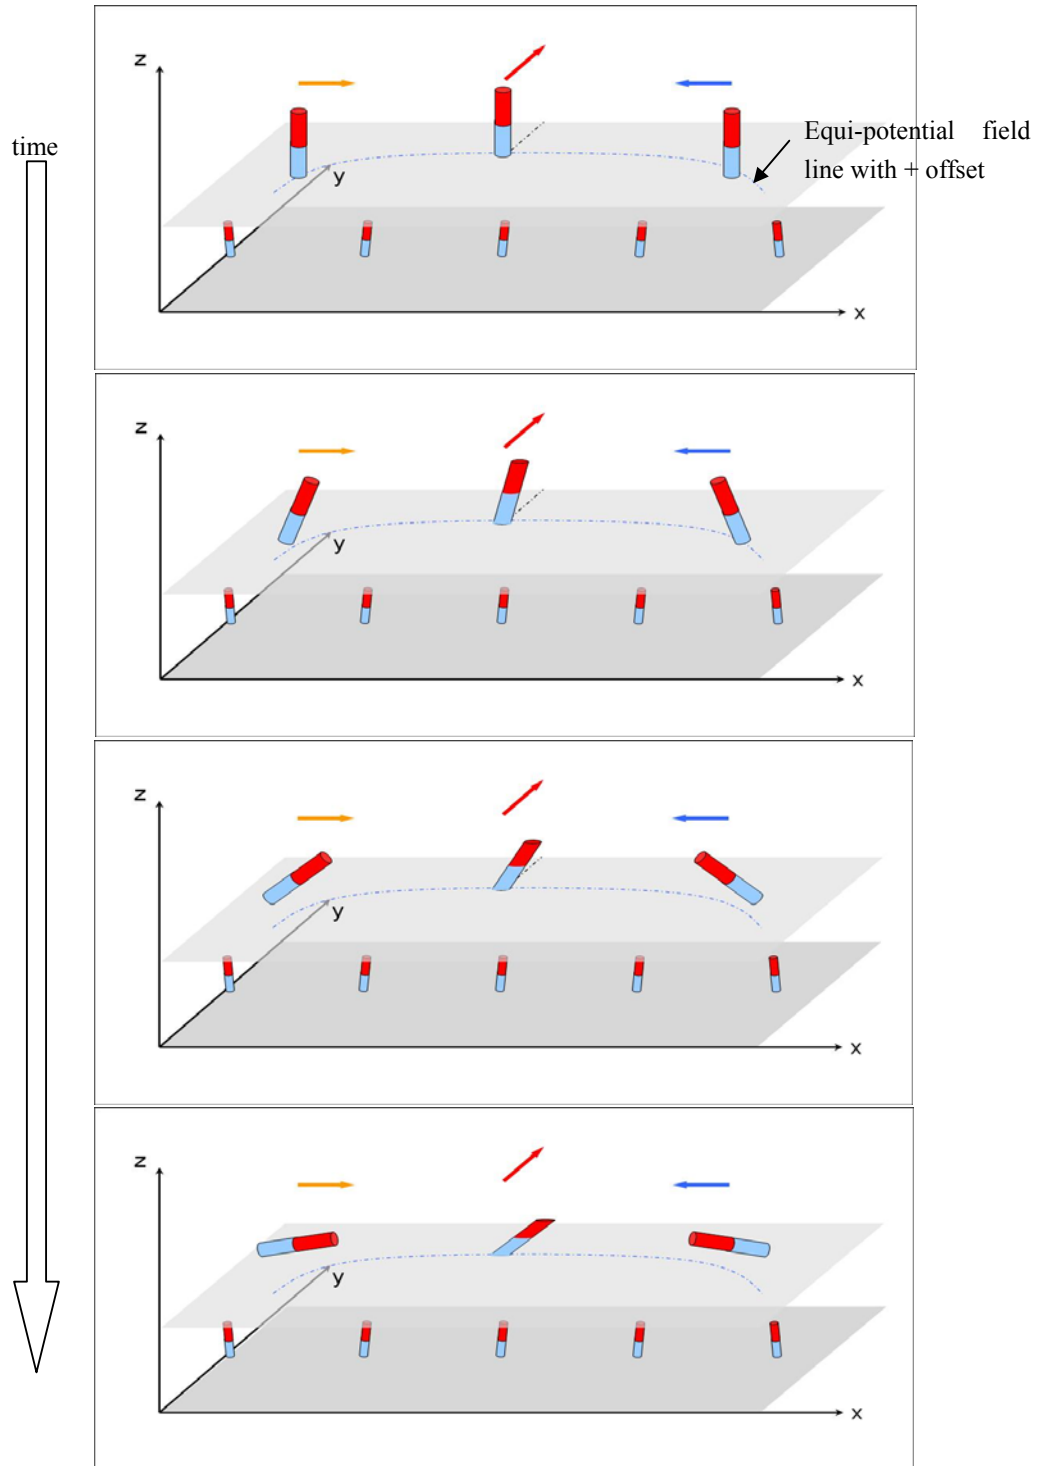 time
z
y
x
Equi-potential field
line with + offset
z
y
x
z
y
x
z
y
x